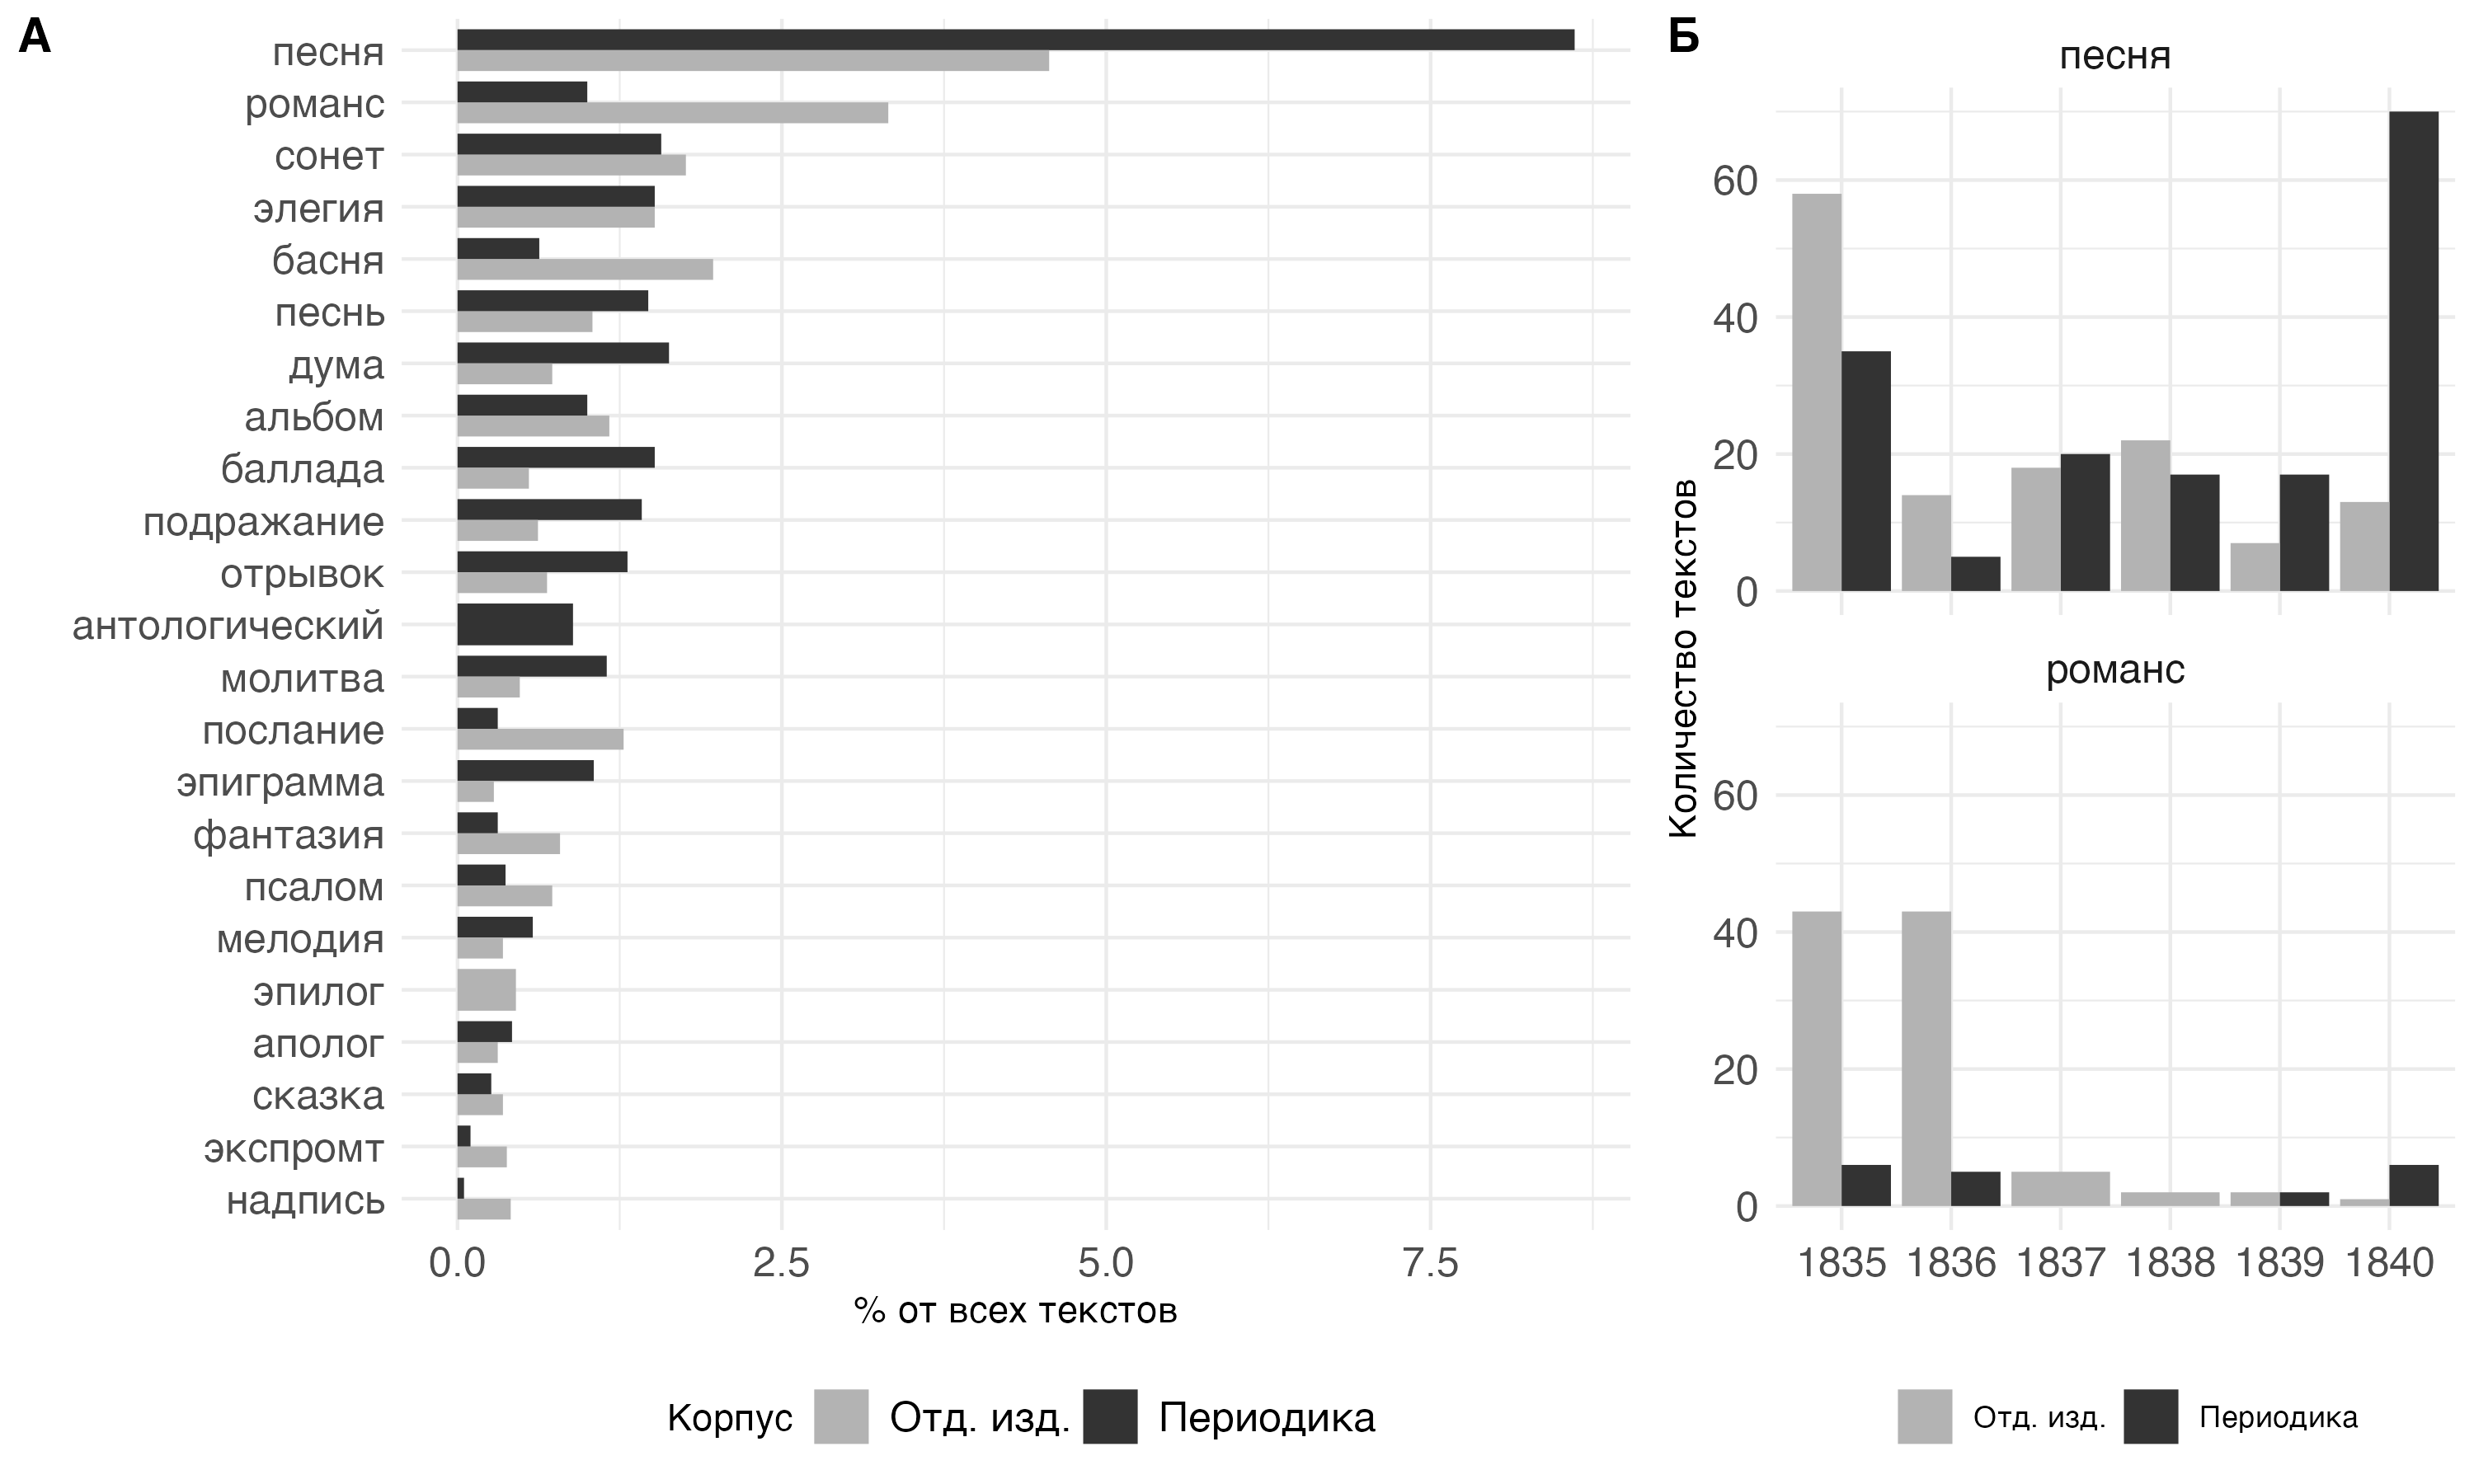 А
песня
романс
сонет
элегия
басня
песнь
дума
альбом
баллада
подражание
отрывок
антологический
молитва
послание
эпиграмма
фантазия
псалом
мелодия
эпилог
аполог
сказка
экспромт
надпись
0.0 2.5 5.0 7.5
% от всех текстов
Корпус Отд. изд. Периодика
Б
Количество текстов
песня
60
40
20
0
романс
60
40
20
0
1835 1836 1837 1838 1839 1840
Отд. изд. Периодика